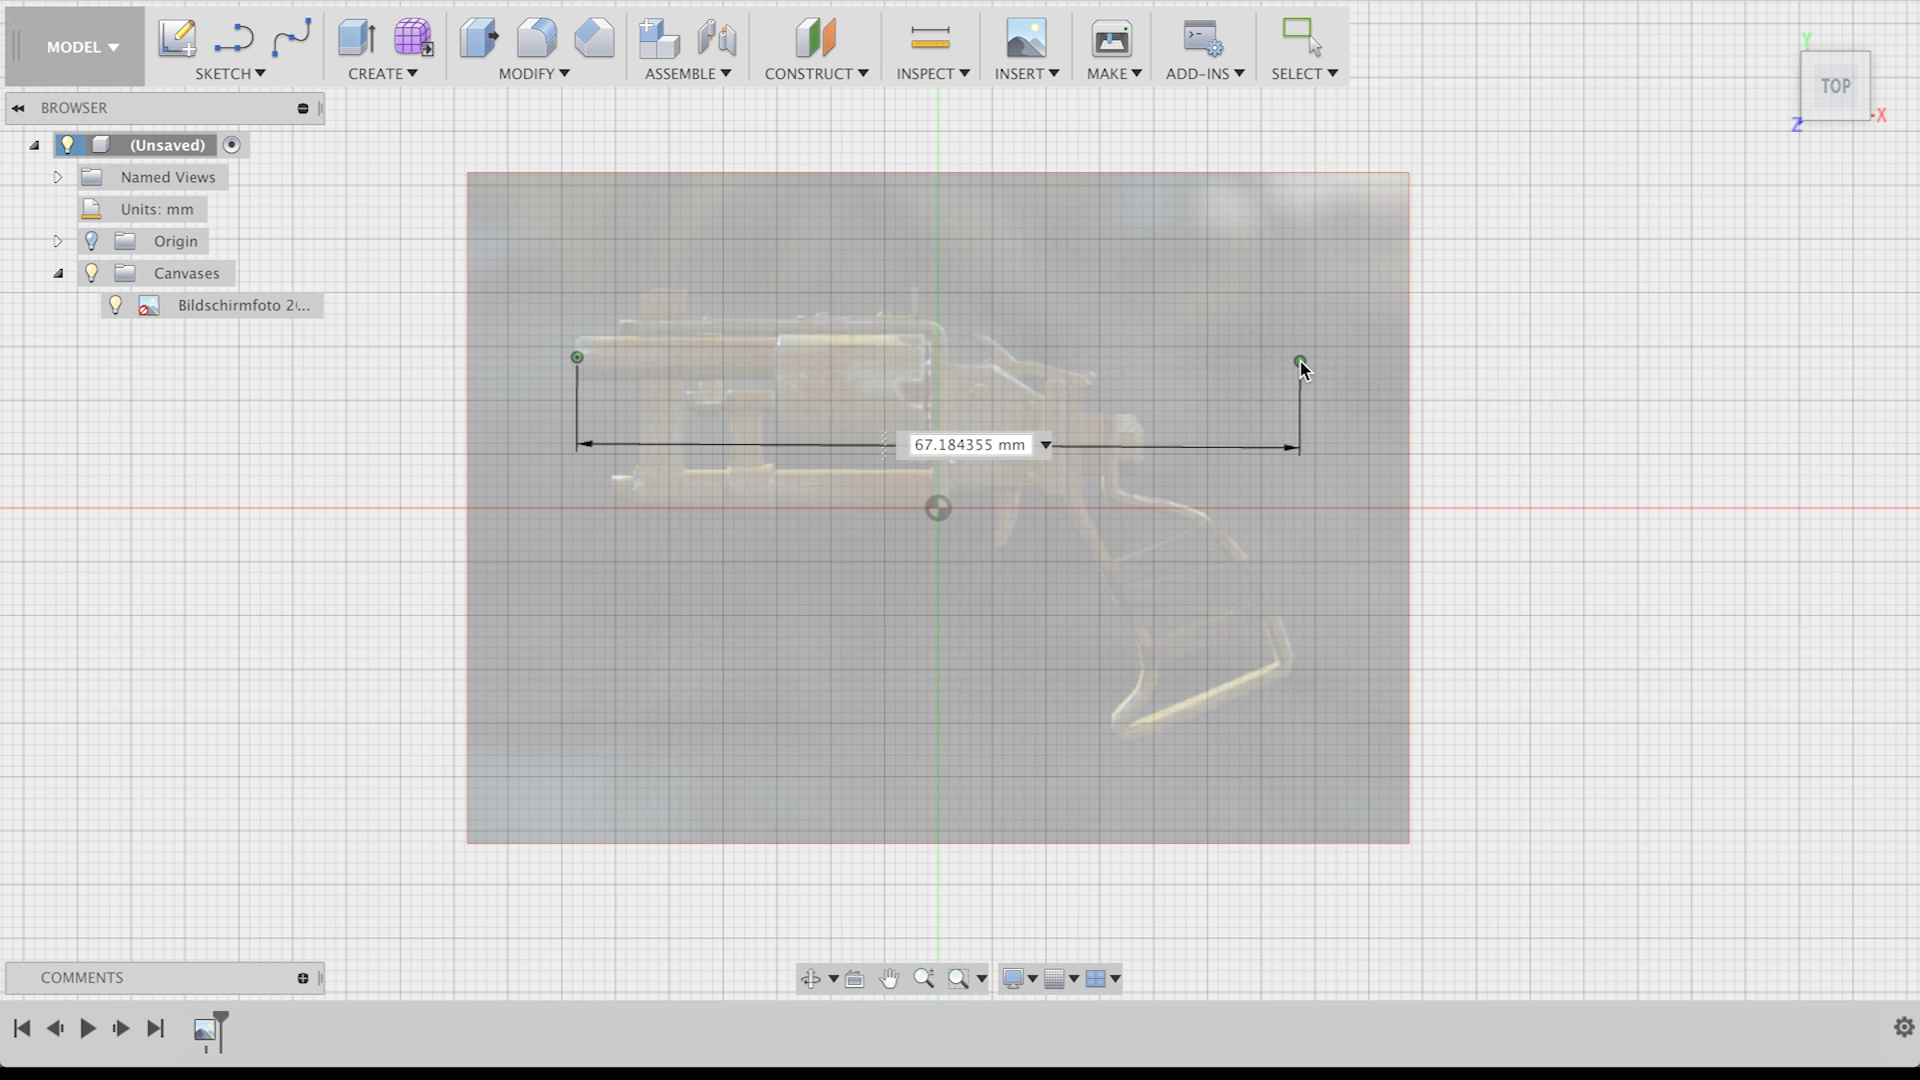 MODEL
SKETCH
CREATE
MODIFY
ASSEMBLE
CONSTRUCT
INSPECT
INSERT
MAKE
ADD-INS
SELECT
Y
TOP
X
Z
BROWSER
(Unsaved)
Named Views
Units: mm
Origin
Canvases
Bildschirmfoto 2(...
67.184355 mm
COMMENTS